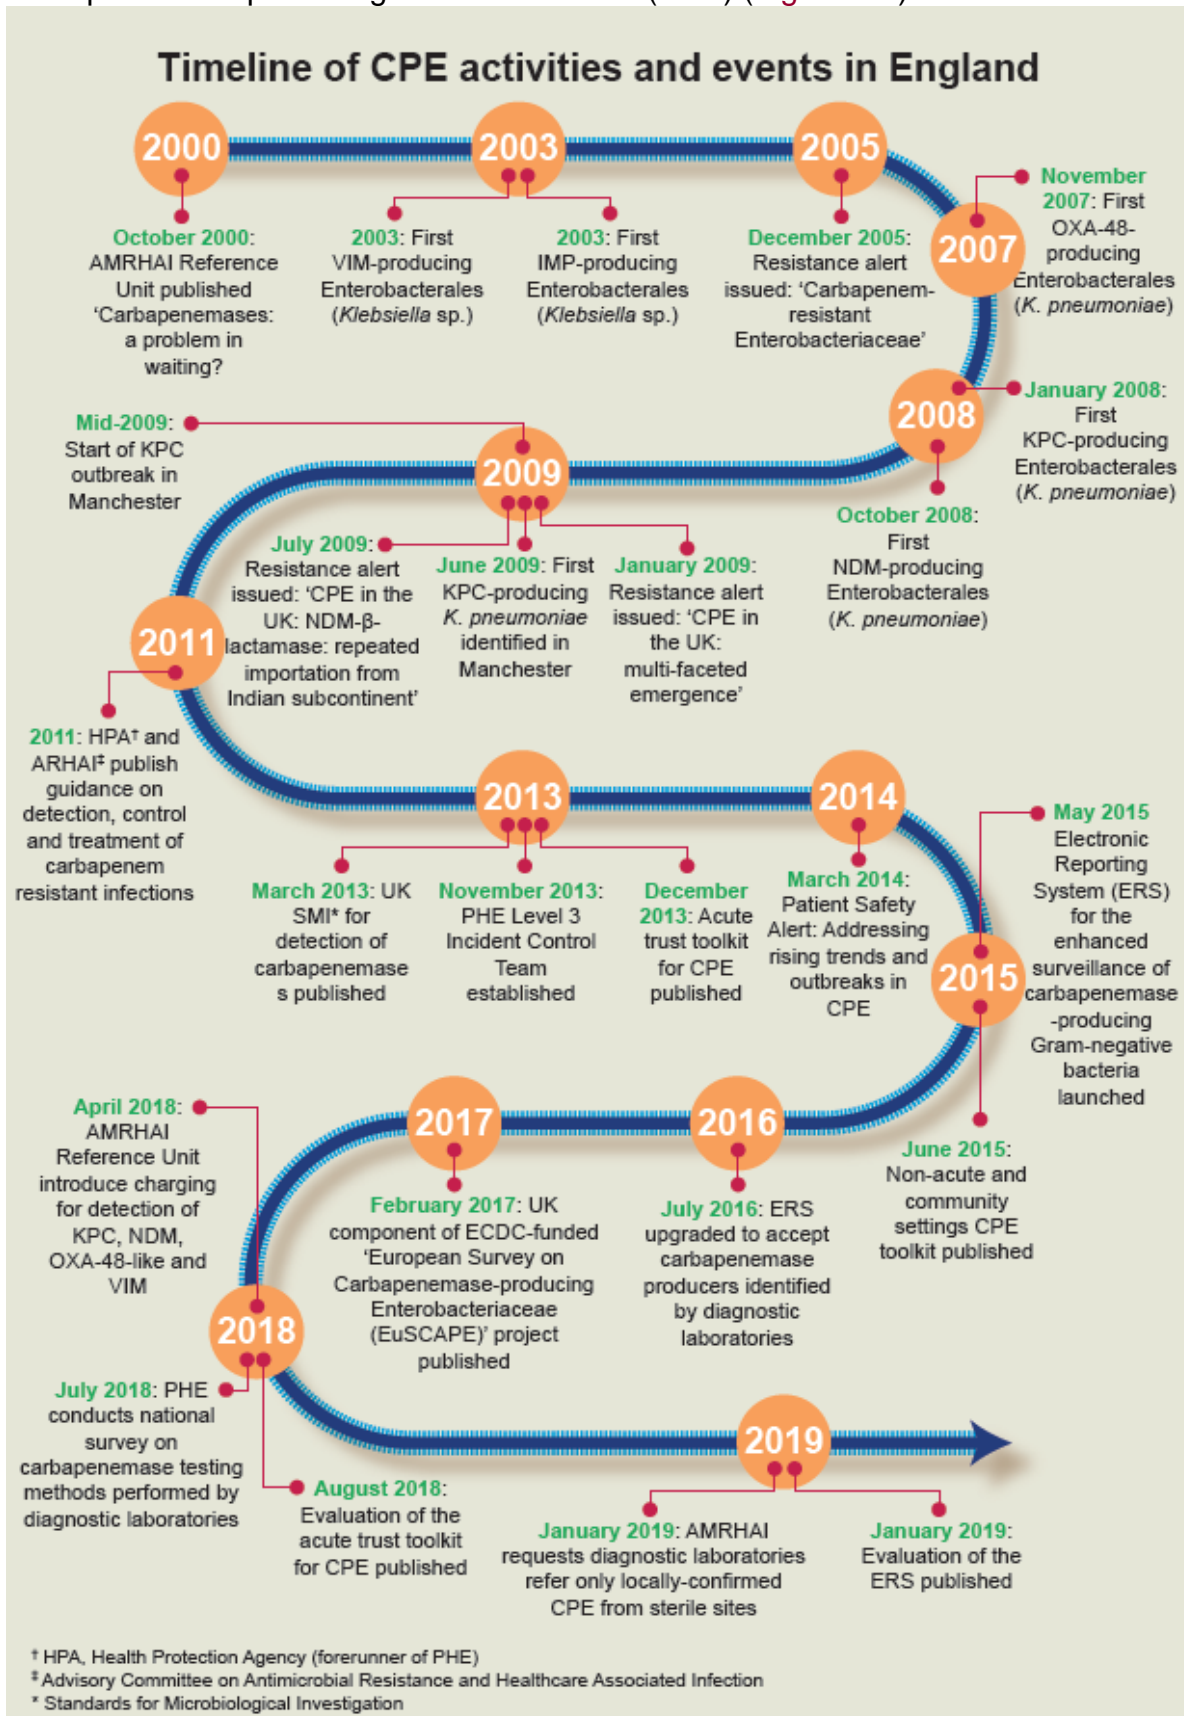 Timeline of CPE activities and events in England
2000
2003
2005
2007
October 2000:
AMRHAI Reference
Unit published
‘Carbapenemases:
a problem in
waiting?
2003: First
VIM-producing
Enterobacterales
(Klebsiella sp.)
2003: First
IMP-producing
Enterobacterales
(Klebsiella sp.)
December 2005:
Resistance alert
issued: ‘Carbapenem-
resistant
Enterobacteriaceae’
November
2007: First
OXA-48-
producing
Enterobacterales
(K. pneumoniae)
2008
January 2008:
First
KPC-producing
Enterobacterales
(K. pneumoniae)
October 2008:
First
NDM-producing
Enterobacterales
(K. pneumoniae)
2009
Mid-2009:
Start of KPC
outbreak in
Manchester
July 2009:
Resistance alert
issued: ‘CPE in the
UK: NDM-β-
lactamase: repeated
importation from
Indian subcontinent’
June 2009: First
KPC-producing
K. pneumoniae
identified in
Manchester
January 2009:
Resistance alert
issued: ‘CPE in
the UK:
multi-faceted
emergence’
2011
2011: HPA† and
ARHAI‡ publish
guidance on
detection, control
and treatment of
carbapenem
resistant infections
2013
March 2013: UK
SMI* for
detection of
carbapenemase
s published
November 2013:
PHE Level 3
Incident Control
Team
established
December
2013: Acute
trust toolkit
for CPE
published
2014
March 2014:
Patient Safety
Alert: Addressing
rising trends and
outbreaks in
CPE
2015
May 2015
Electronic
Reporting
System (ERS)
for the
enhanced
surveillance of
carbapenemase
-producing
Gram-negative
bacteria
launched
June 2015:
Non-acute and
community
settings CPE
toolkit published
2016
July 2016: ERS
upgraded to accept
carbapenemase
producers identified
by diagnostic
laboratories
2017
February 2017: UK
component of ECDC-funded
‘European Survey on
Carbapenemase-producing
Enterobacteriaceae
(EuSCAPE)’ project
published
2018
April 2018:
AMRHAI
Reference Unit
introduce charging
for detection of
KPC, NDM,
OXA-48-like and
VIM
July 2018: PHE
conducts national
survey on
carbapenemase testing
methods performed by
diagnostic laboratories
August 2018:
Evaluation of the
acute trust toolkit
for CPE published
2019
January 2019: AMRHAI
requests diagnostic laboratories
refer only locally-confirmed
CPE from sterile sites
January 2019:
Evaluation of the
ERS published
† HPA, Health Protection Agency (forerunner of PHE)
‡ Advisory Committee on Antimicrobial Resistance and Healthcare Associated Infection
* Standards for Microbiological Investigation